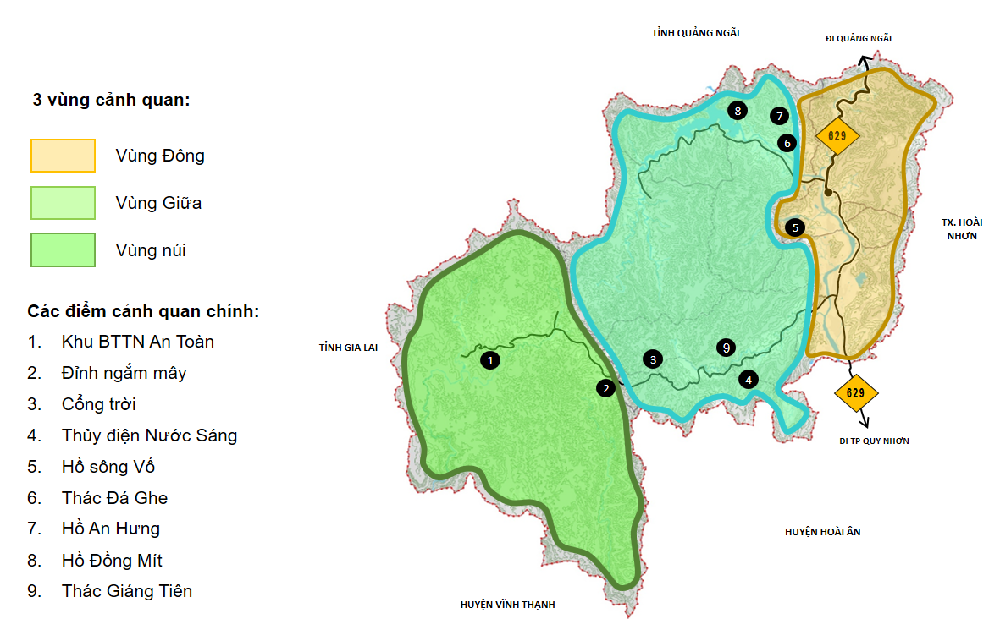 3 vùng cảnh quan:
Vùng Đông
Vùng Giữa
Vùng núi
Các điểm cảnh quan chính:
1. Khu BTTN An Toàn
2. Đỉnh ngắm mây
3. Cổng trời
4. Thủy điện Nước Sáng
5. Hồ sông Vố
6. Thác Đá Ghe
7. Hồ An Hưng
8. Hồ Đồng Mít
9. Thác Giáng Tiên
TỈNH QUẢNG NGÃI
ĐI QUẢNG NGÃI
8
7
6
629
TX. HOÀI
NHƠN
5
TỈNH GIA LAI
1
2
3
9
4
629
ĐI TP QUY NHƠN
HUYỆN HOÀI ÂN
HUYỆN VĨNH THẠNH